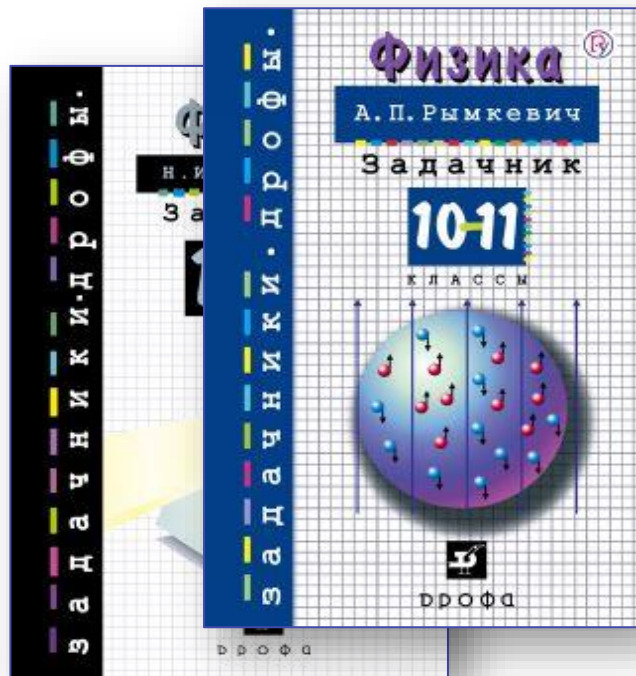 задачники·дрофы·
Физика
А.П.Рымкевич
Задачник
10-11
классы
дрофа
задачники·дрофы·
Н.И
За
дрофа